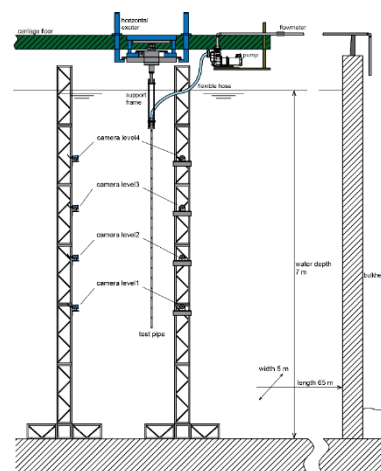 horizontal
exciter
carriage floor
flowmeter
pump
flexible hose
support
frame
camera level4
camera level3
camera level2
camera level1
water depth
7 m
bulkhe
test pipe
width 5 m
length 65 m